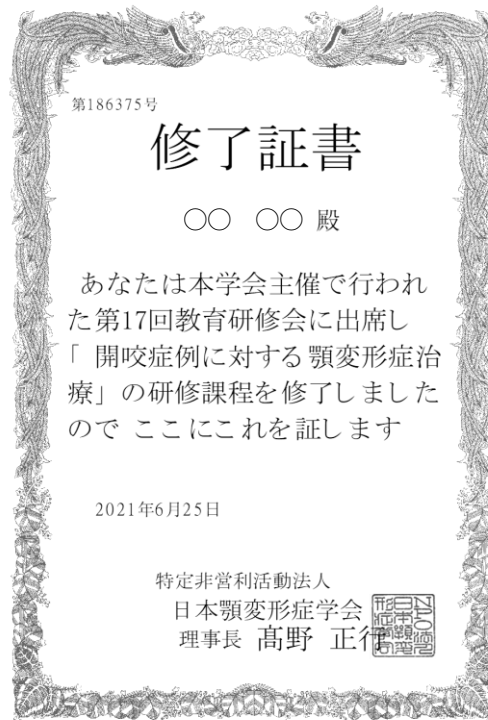 第186375号
修了証書
○○ ○○ 殿
あなたは本学会主催で行われ
た第17回教育研修会に出席し
「開咬症例に対する顎変形症治
療」の研修課程を修了しました
ので ここにこれを証します
2021年6月25日
特定非営利活動法人
日本顎変形症学会
理事長 髙野 正行